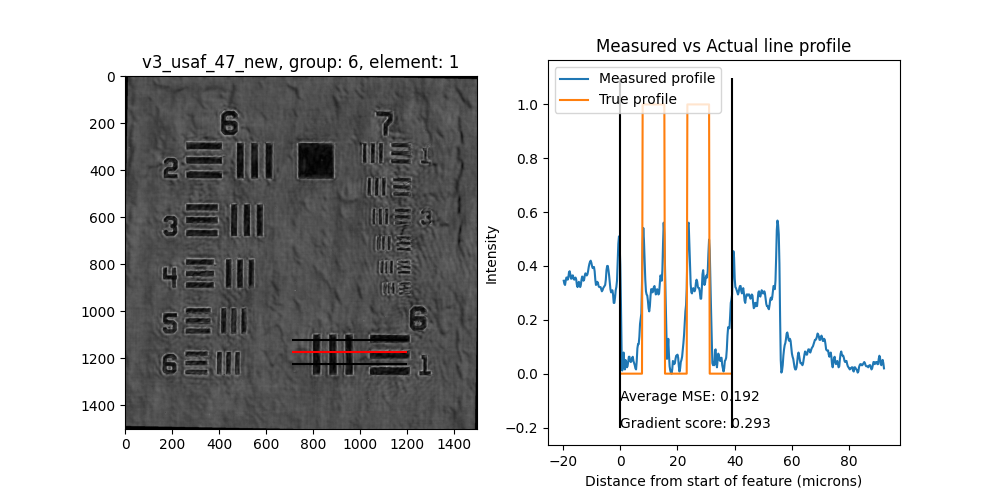 v3_usaf_47_new, group: 6, element: 1
0
200
400
600
800
1000
1200
1400
0 200 400 600 800 1000 1200 1400
6 7
2 1
3 3
4
5 6
6 1
Measured vs Actual line profile
Measured profile
True profile
Intensity
1.0
0.8
0.6
0.4
0.2
0.0
−0.2
Average MSE: 0.192
Gradient score: 0.293
−20 0 20 40 60 80
Distance from start of feature (microns)